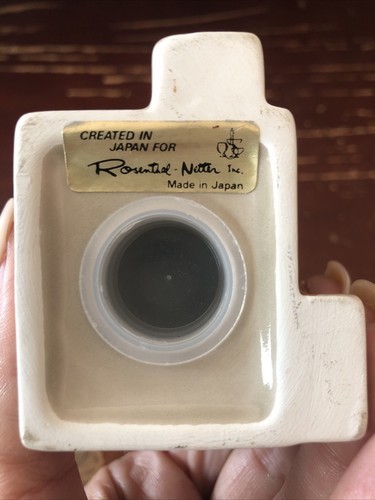 CREATED IN
JAPAN FOR
Rosenthal - Netter Inc.
Made in Japan